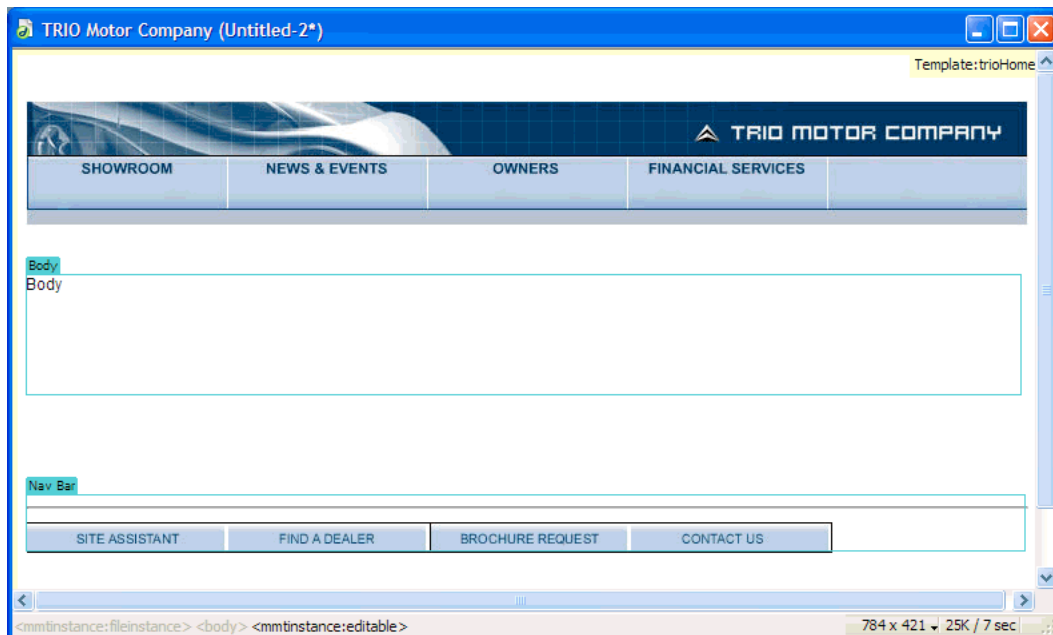 TRIO Motor Company (Untitled-2*)
Template:trioHome
TRIO MOTOR COMPANY
SHOWROOM NEWS & EVENTS OWNERS FINANCIAL SERVICES
Body
Body
Nav Bar
SITE ASSISTANT FIND A DEALER BROCHURE REQUEST CONTACT US
<mmtinstance:fileinstance> <body> <mmtinstance:editable> 784 x 421 25K / 7 sec